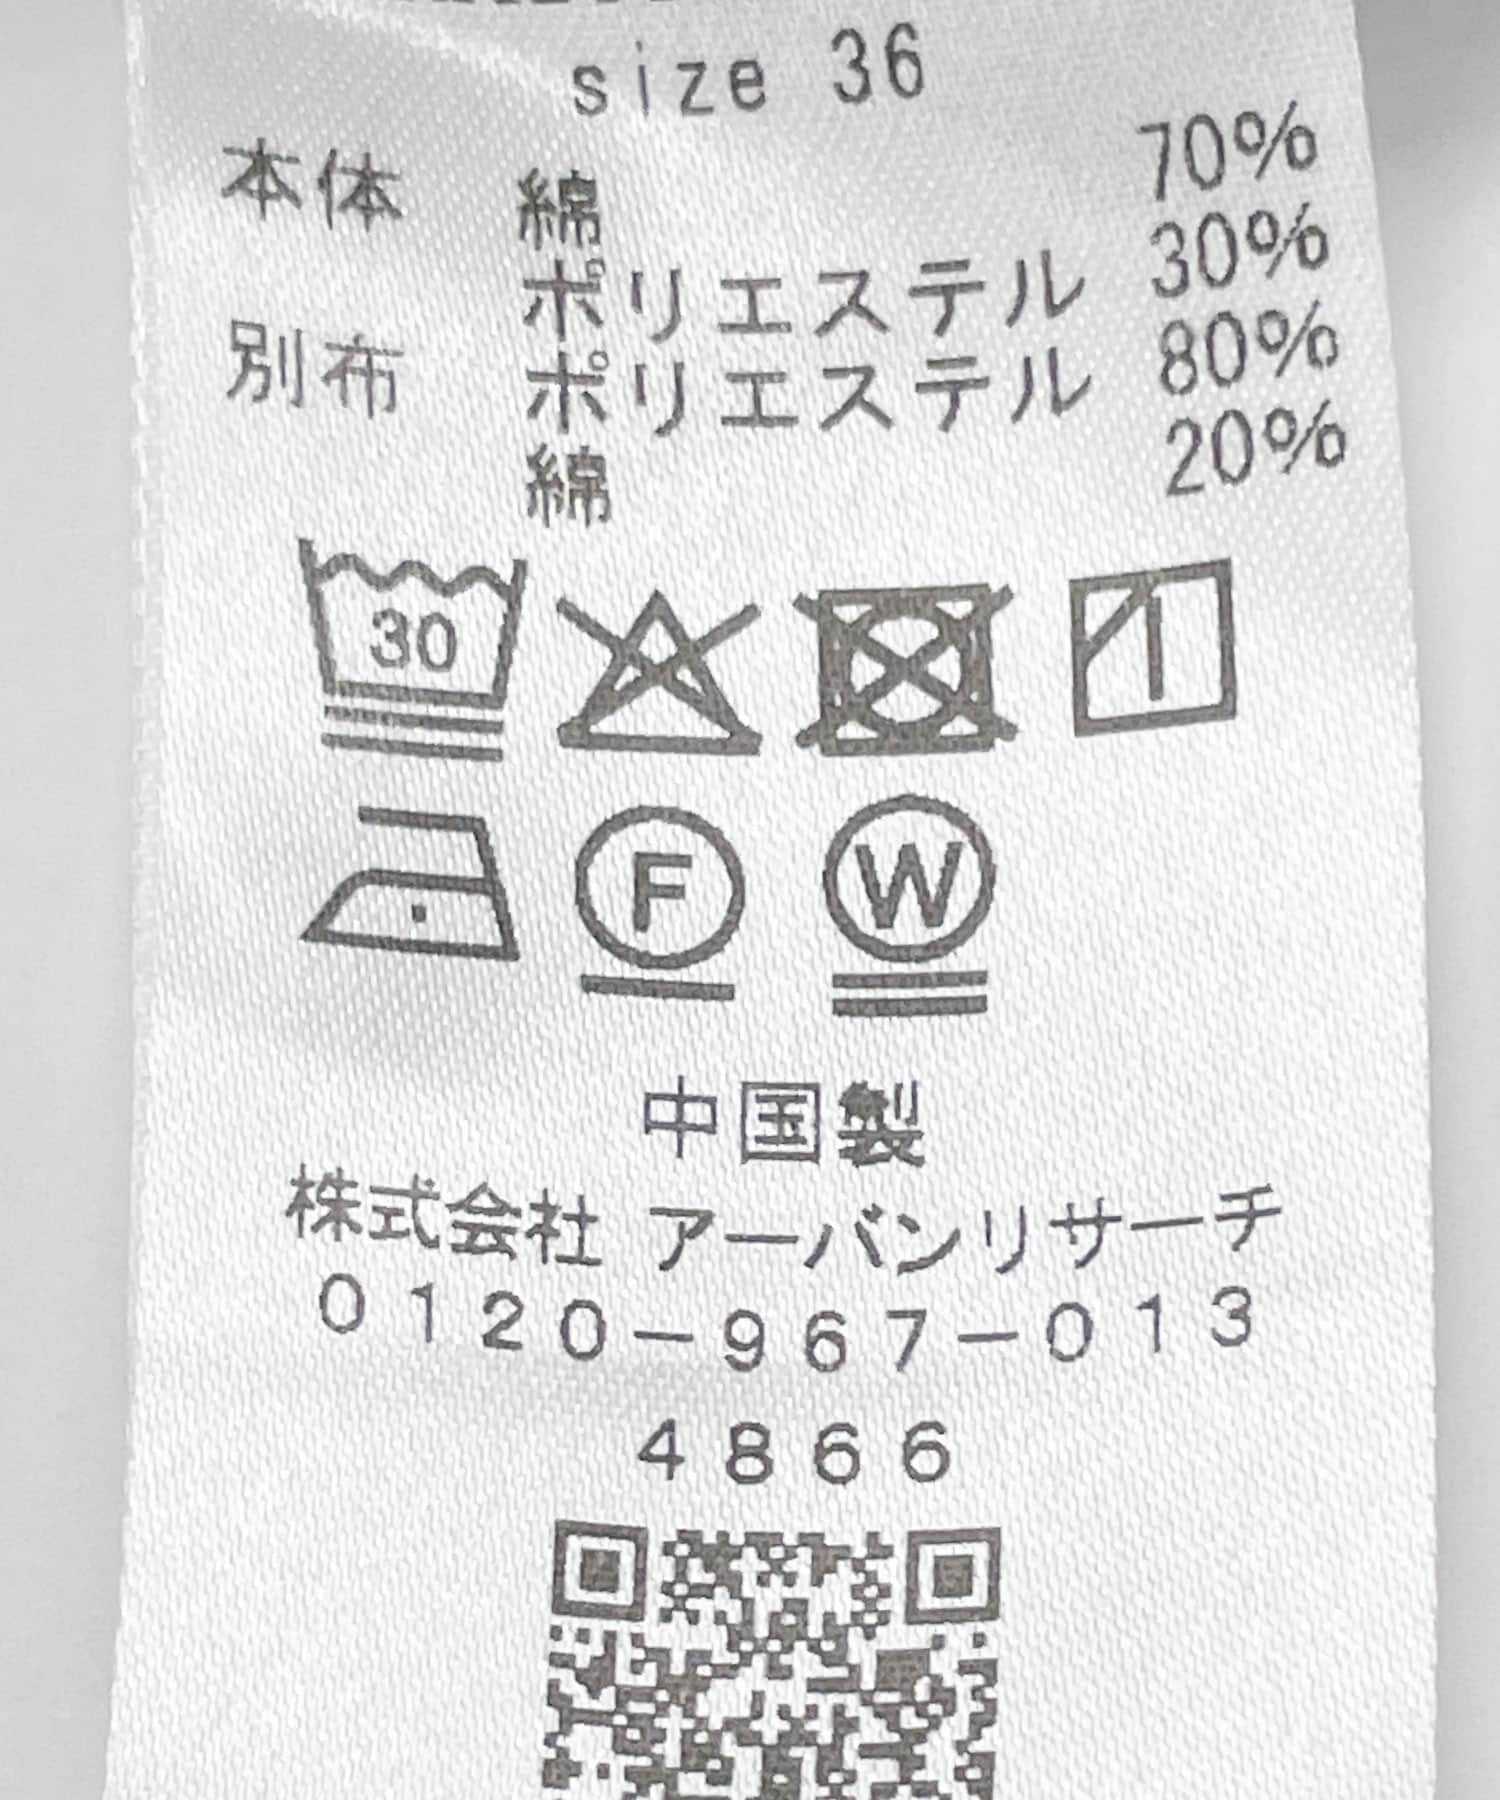 size 36
本体 綿 70%
ポリエステル 30%
別布 ポリエステル 80%
綿 20%
30
F W
中国製
株式会社 アーバンリサーチ
0120-967-013
4866